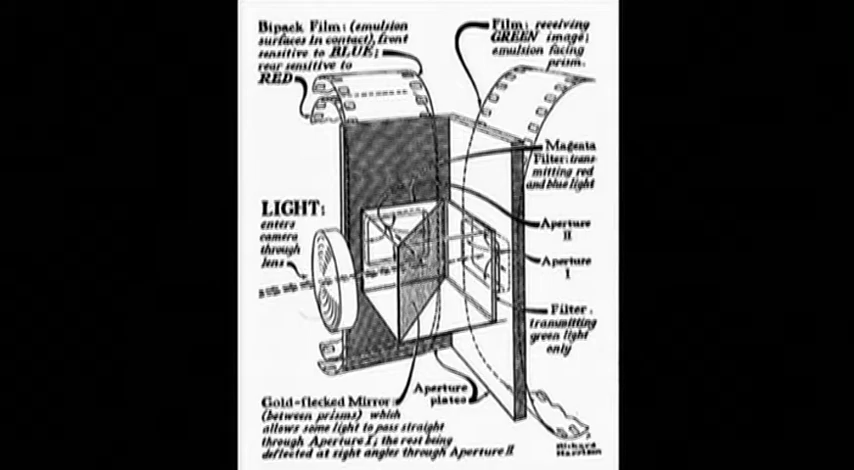 Bipack Film: (emulsion
surfaces in contact), front
sensitive to BLUE;
rear sensitive to
RED
Film: receiving
GREEN image;
emulsion facing
prism.
Magenta
Filter: trans-
mitting red
and blue light
LIGHT:
enters
camera
through
lens
Aperture
II
Aperture
I
Filter:
transmitting
green light
only
Aperture
plates
Gold-flecked Mirror:
(between prisms) which
allows some light to pass straight
through Aperture I; the rest being
deflected at right angles through Aperture II
Richard
Harrison